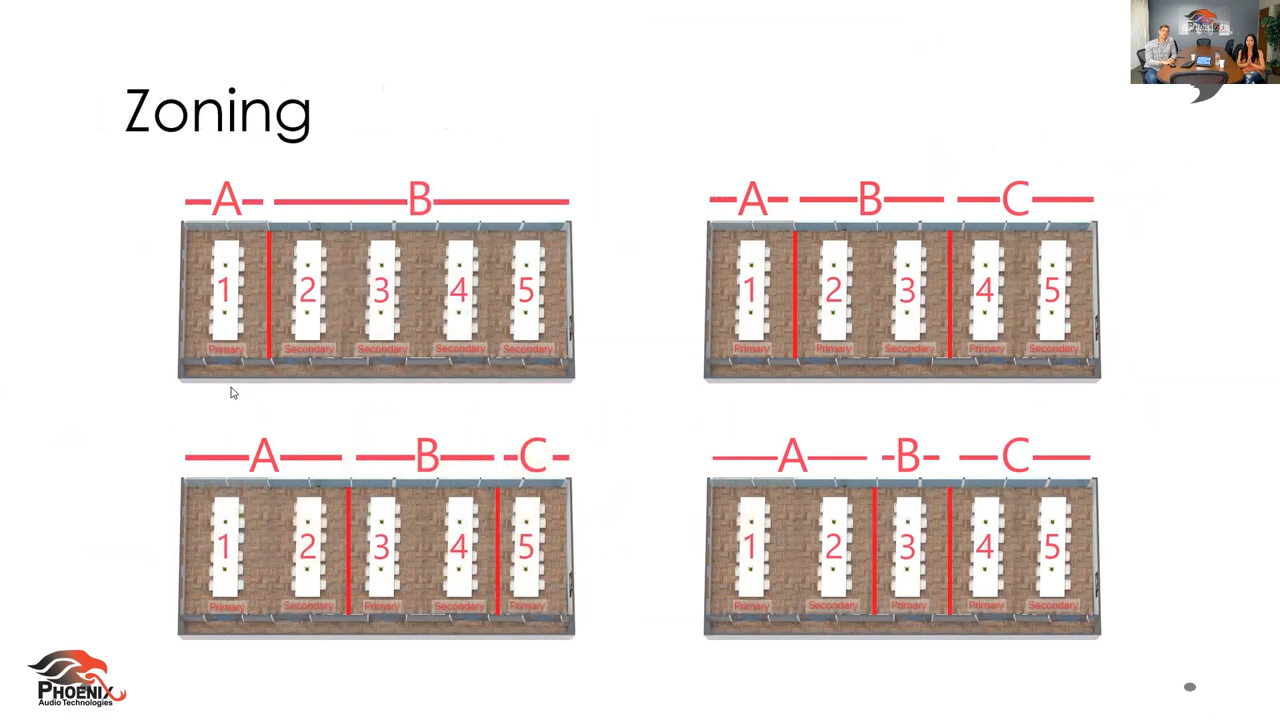 PHOENIX
Zoning
A B
1 2 3 4 5
Primary Secondary Secondary Secondary Secondary
A B C
1 2 3 4 5
Primary Primary Secondary Primary Secondary
A B C
1 2 3 4 5
Primary Secondary Primary Secondary Primary
A B C
1 2 3 4 5
Primary Secondary Primary Primary Secondary
PHOENIX
Audio Technologies